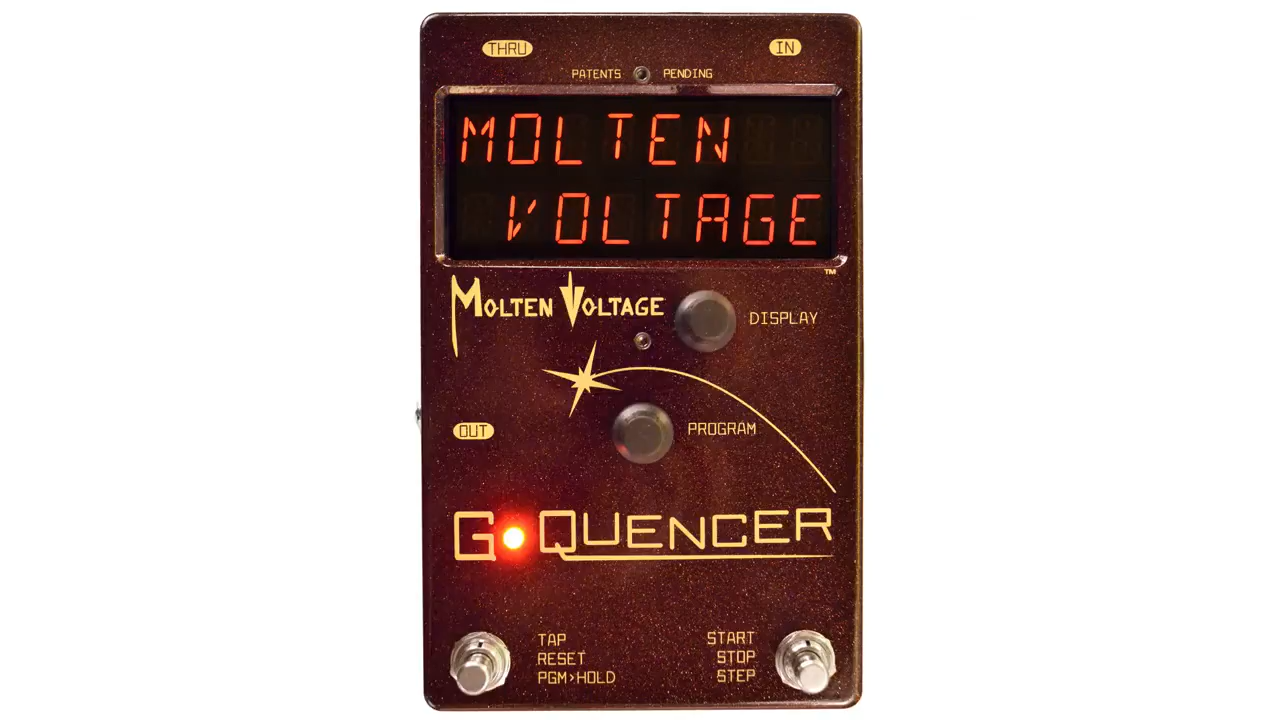 THRU IN
PATENTS PENDING
MOLTEN
VOLTAGE
TM
MOLTEN VOLTAGE
DISPLAY
OUT
PROGRAM
G QUENCER
TAP
RESET
PGM>HOLD
START
STOP
STEP